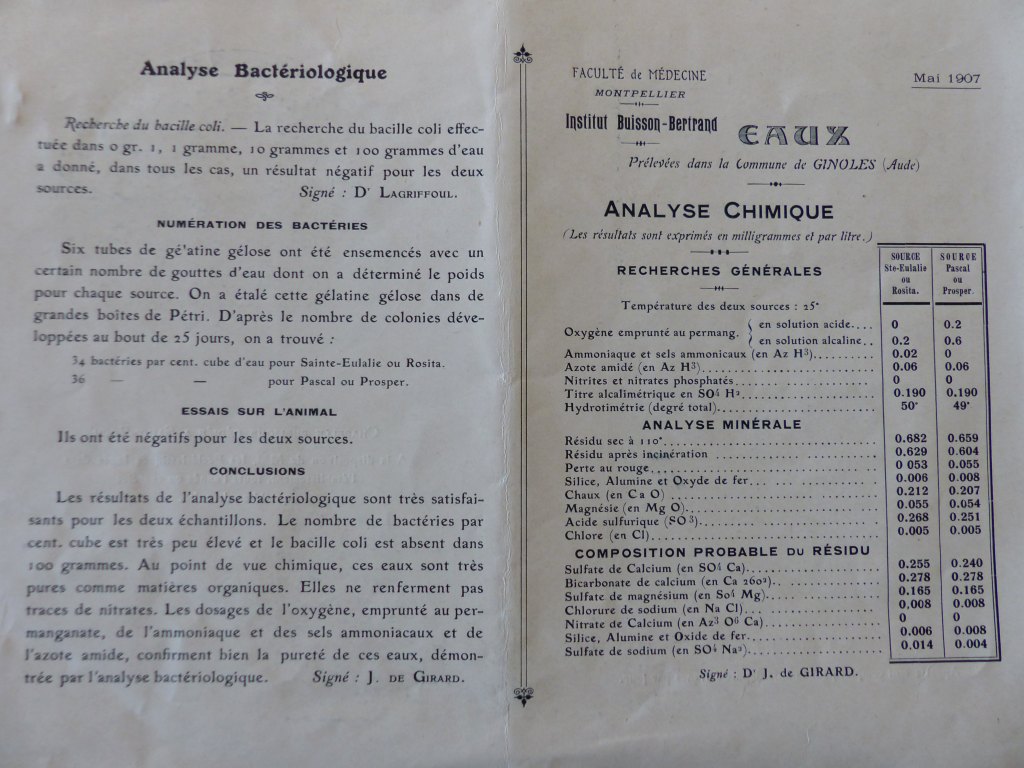 Analyse Bactériologique
Recherche du bacille coli. — La recherche du bacille coli effec-
tuée dans 0 gr. 1, 1 gramme, 10 grammes et 100 grammes d'eau
a donné, dans tous les cas, un résultat négatif pour les deux
sources. Signé : Dr LAGRIFFOUL.
NUMÉRATION DES BACTÉRIES
Six tubes de gé'atine gélose ont été ensemencés avec un
certain nombre de gouttes d'eau dont on a déterminé le poids
pour chaque source. On a étalé cette gélatine gélose dans de
grandes boîtes de Pétri. D'après le nombre de colonies déve-
loppées au bout de 25 jours, on a trouvé :
34 bactéries par cent. cube d'eau pour Sainte-Eulalie ou Rosita.
36 — — pour Pascal ou Prosper.
ESSAIS SUR L'ANIMAL
Ils ont été négatifs pour les deux sources.
CONCLUSIONS
Les résultats de l'analyse bactériologique sont très satisfai-
sants pour les deux échantillons. Le nombre de bactéries par
cent. cube est très peu élevé et le bacille coli est absent dans
100 grammes. Au point de vue chimique, ces eaux sont très
pures comme matières organiques. Elles ne renferment pas
traces de nitrates. Les dosages de l'oxygène, emprunté au per-
manganate, de l'ammoniaque et des sels ammoniacaux et de
l'azote amide, confirment bien la pureté de ces eaux, démon-
trée par l'analyse bactériologique. Signé : J. DE GIRARD.
FACULTÉ de MÉDECINE
MONTPELLIER
Mai 1907
Institut Buisson-Bertrand
EAUX
Prélevées dans la Commune de GINOLES (Aude)
ANALYSE CHIMIQUE
(Les résultats sont exprimés en milligrammes et par litre.)
SOURCE Ste-Eulalie ou Rosita. SOURCE Pascal ou Prosper.
RECHERCHES GÉNÉRALES
Température des deux sources : 25°
Oxygène emprunté au permang. { en solution acide.... 0 0.2
en solution alcaline.. 0.2 0.6
Ammoniaque et sels ammonicaux (en Az H³).......... 0.02 0
Azote amidé (en Az H³)........ 0.06 0.06
Nitrites et nitrates phosphatés........ 0 0
Titre alcalimétrique en SO⁴ H²........ 0.190 0.190
Hydrotimétrie (degré total)........ 50° 49°
ANALYSE MINÉRALE
Résidu sec à 110°........ 0.682 0.659
Résidu après incinération ........ 0.629 0.604
Perte au rouge........ 0 053 0.055
Silice, Alumine et Oxyde de fer........ 0.006 0.008
Chaux (en Ca O) ........ 0.212 0.207
Magnésie (en Mg O)........ 0.055 0.054
Acide sulfurique (SO³)........ 0.268 0.251
Chlore (en Cl)........ 0.005 0.005
COMPOSITION PROBABLE DU RÉSIDU
Sulfate de Calcium (en SO⁴ Ca)........ 0.255 0.240
Bicarbonate de calcium (en Ca 260²)........ 0.278 0.278
Sulfate de magnésium (en So⁴ Mg)........ 0.165 0.165
Chlorure de sodium (en Na Cl)........ 0,008 0.008
Nitrate de Calcium (en Az³ O⁶ Ca)........ 0 0
Silice, Alumine et Oxide de fer........ 0.006 0.008
Sulfate de sodium (en SO⁴ Na²)........ 0.014 0.004
Signé : Dr J. de GIRARD.